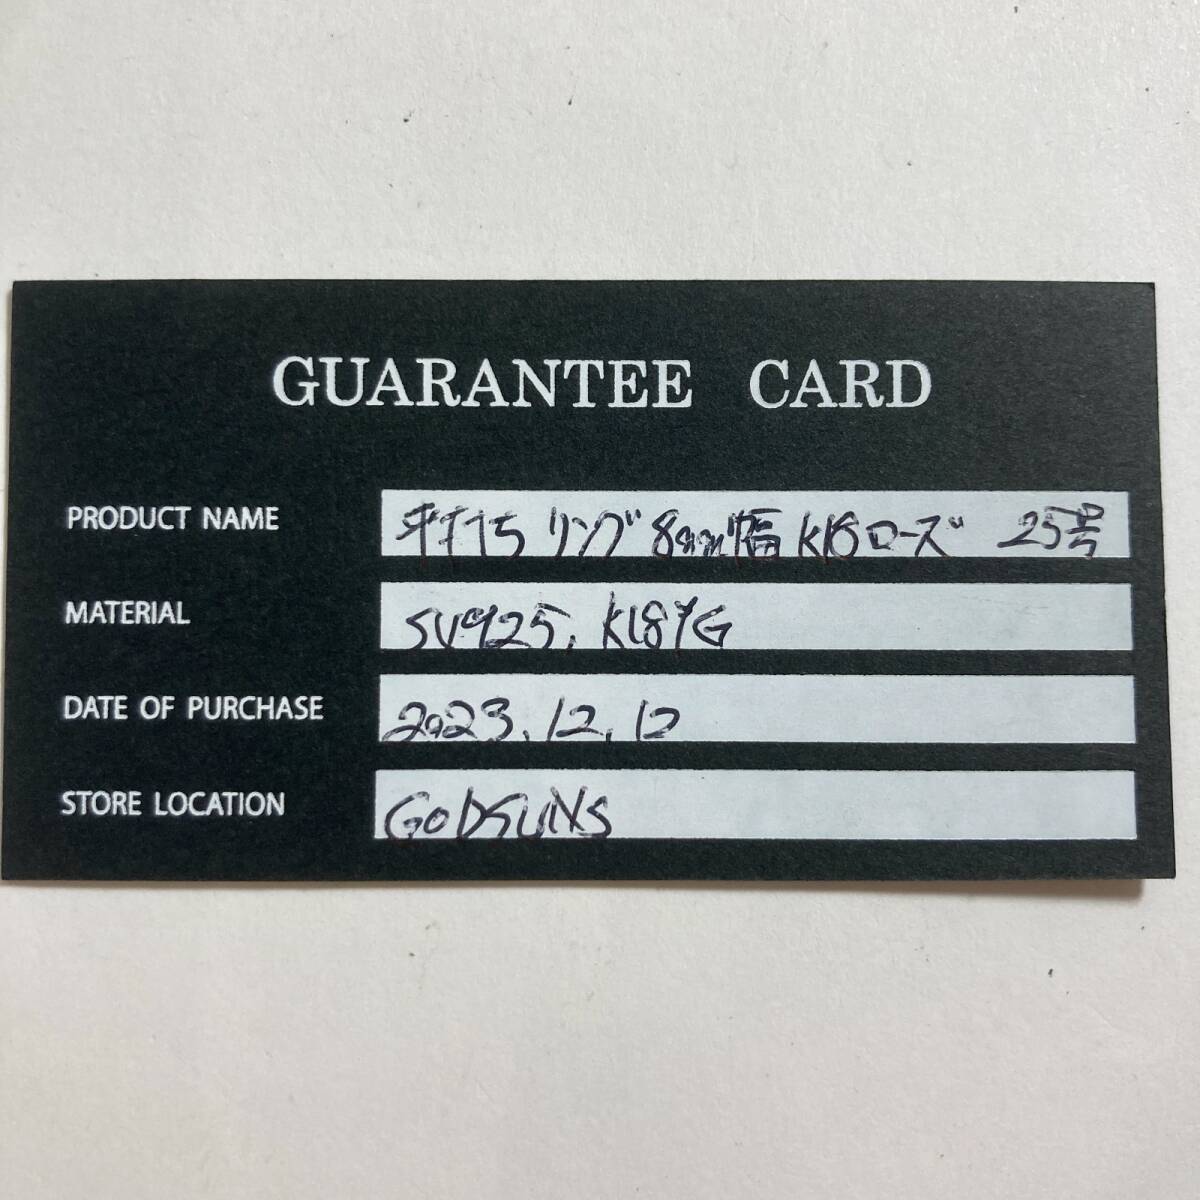 GUARANTEE CARD
PRODUCT NAME 平打ち リング 8mm幅 K18ローズ 25号
MATERIAL SV925, K18YG
DATE OF PURCHASE 2023.12.12
STORE LOCATION GODSUNS